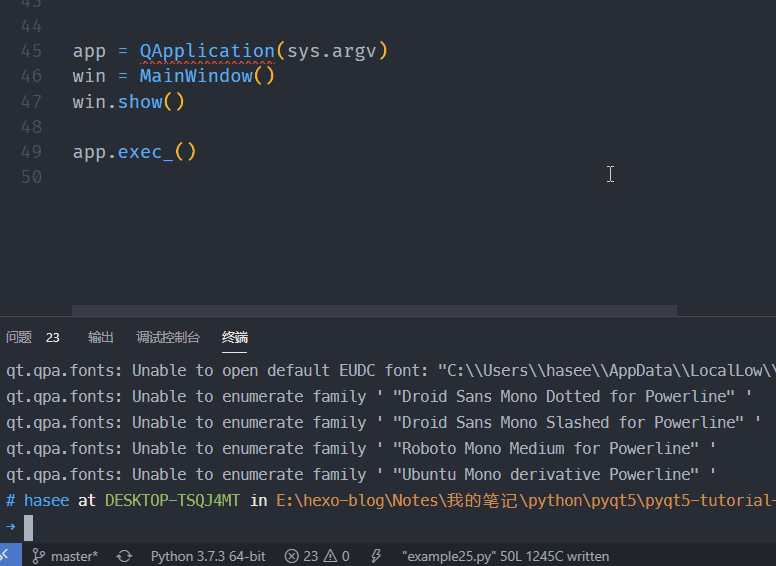 43
44
45 app = QApplication(sys.argv)
46 win = MainWindow()
47 win.show()
48
49 app.exec_()
50
问题 23 输出 调试控制台 终端
qt.qpa.fonts: Unable to open default EUDC font: "C:\\Users\\hasee\\AppData\\LocalLow\\
qt.qpa.fonts: Unable to enumerate family ' "Droid Sans Mono Dotted for Powerline" '
qt.qpa.fonts: Unable to enumerate family ' "Droid Sans Mono Slashed for Powerline" '
qt.qpa.fonts: Unable to enumerate family ' "Roboto Mono Medium for Powerline" '
qt.qpa.fonts: Unable to enumerate family ' "Ubuntu Mono derivative Powerline" '
# hasee at DESKTOP-TSQJ4MT in E:\hexo-blog\Notes\我的笔记\python\pyqt5\pyqt5-tutorial-
→
master* Python 3.7.3 64-bit 23 0 "example25.py" 50L 1245C written